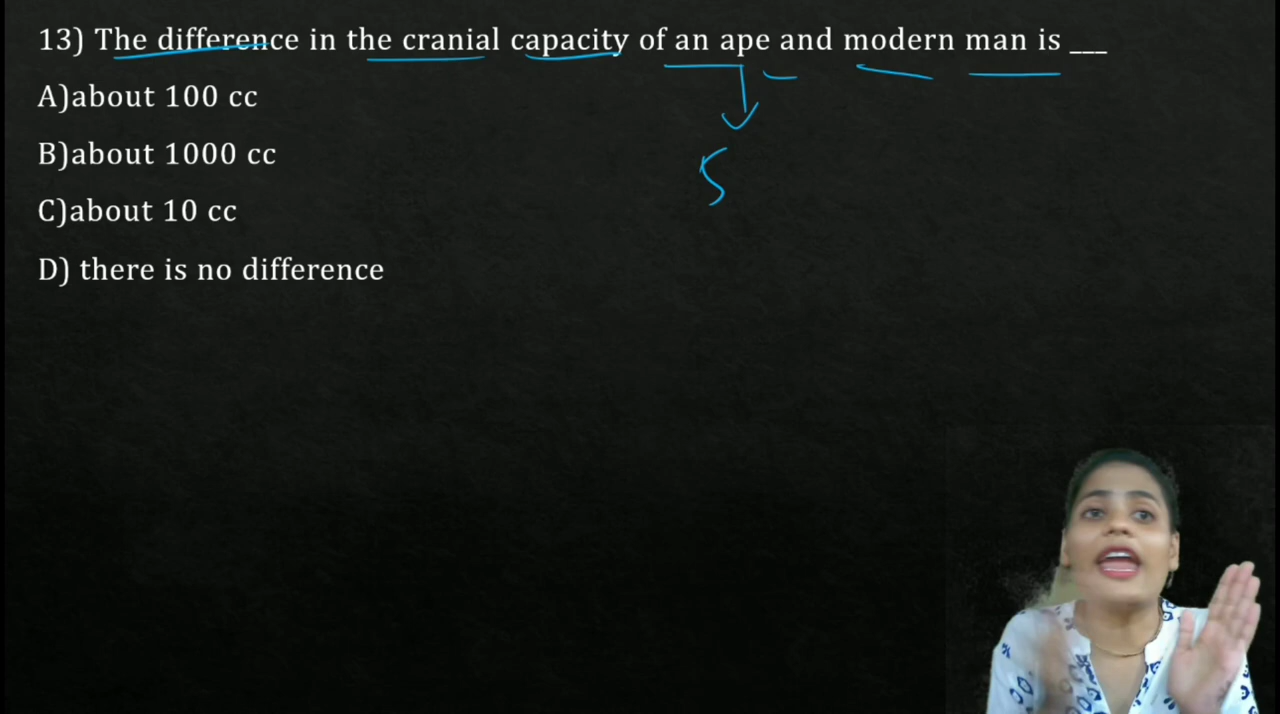 13) The difference in the cranial capacity of an ape and modern man is ___
A)about 100 cc
B)about 1000 cc
C)about 10 cc
D) there is no difference
5